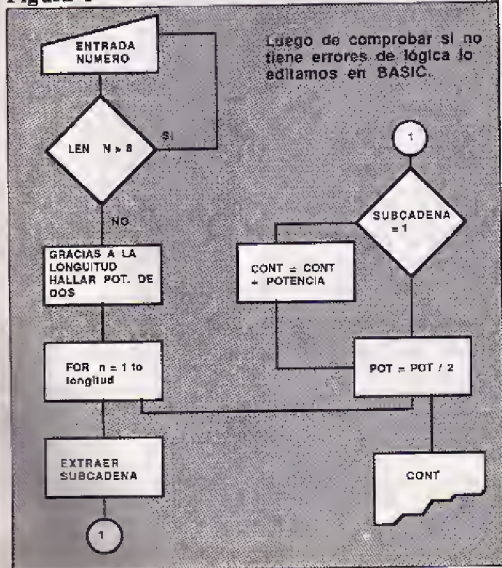 ENTRADA
NUMERO
Luego de comprobar si no
tiene errores de lógica lo
editamos en BASIC.
LEN N > 8
SI
NO
GRACIAS A LA
LONGUITUD
HALLAR POT. DE
DOS
FOR n = 1 to
longitud
EXTRAER
SUBCADENA
1
1
SUBCADENA
= 1
CONT = CONT
+ POTENCIA
POT = POT / 2
CONT